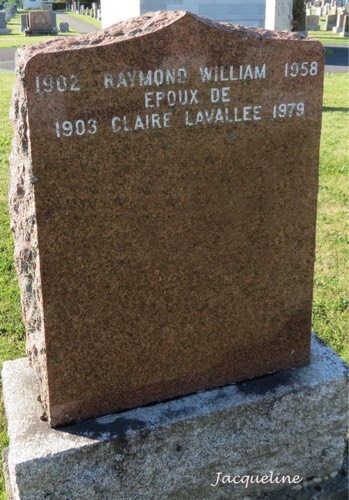 1902 RAYMOND WILLIAM 1958
EPOUX DE
1903 CLAIRE LAVALLEE 1979
Jacqueline